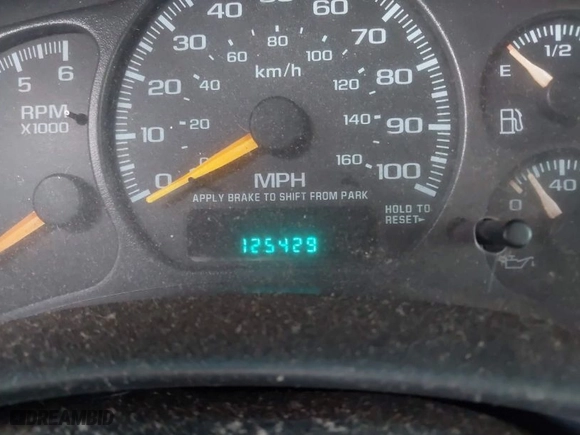 30 40 50 60 70
20 80
10 90
0 100
20 40 60 80 100 120 140 160
0
km/h
MPH
APPLY BRAKE TO SHIFT FROM PARK
HOLD TO
RESET
125429
5 6
RPM
X1000
E 1/2
0 40
DREAMBID